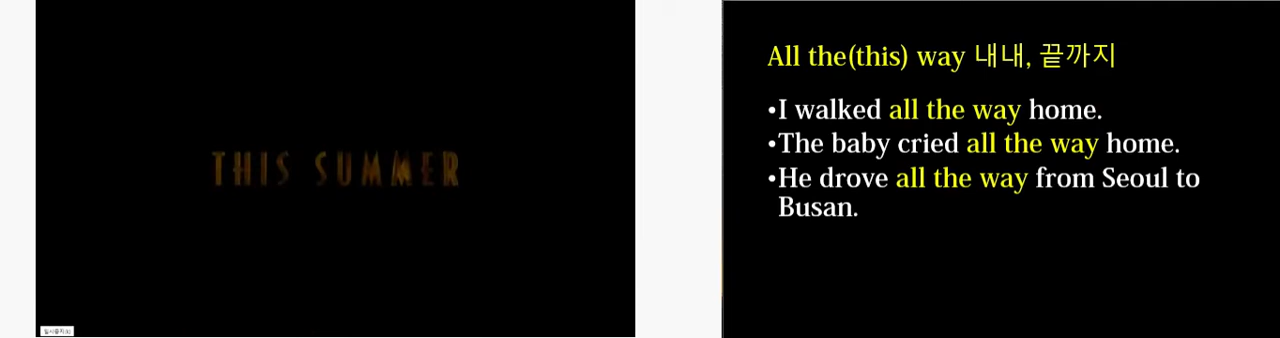 THIS SUMMER
All the(this) way 내내, 끝까지
•I walked all the way home.
•The baby cried all the way home.
•He drove all the way from Seoul to
Busan.